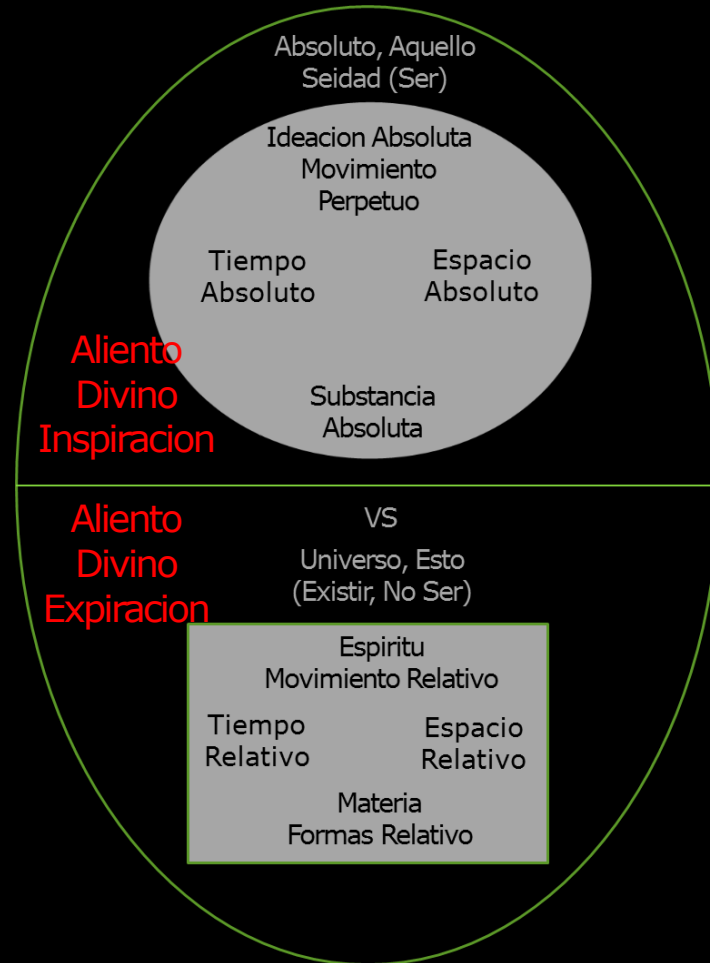 Absoluto, Aquello
Seidad (Ser)
Ideacion Absoluta
Movimiento
Perpetuo
Tiempo
Absoluto
Espacio
Absoluto
Aliento
Divino
Inspiracion
Substancia
Absoluta
Aliento
Divino
Expiracion
VS
Universo, Esto
(Existir, No Ser)
Espiritu
Movimiento Relativo
Tiempo
Relativo
Espacio
Relativo
Materia
Formas Relativo